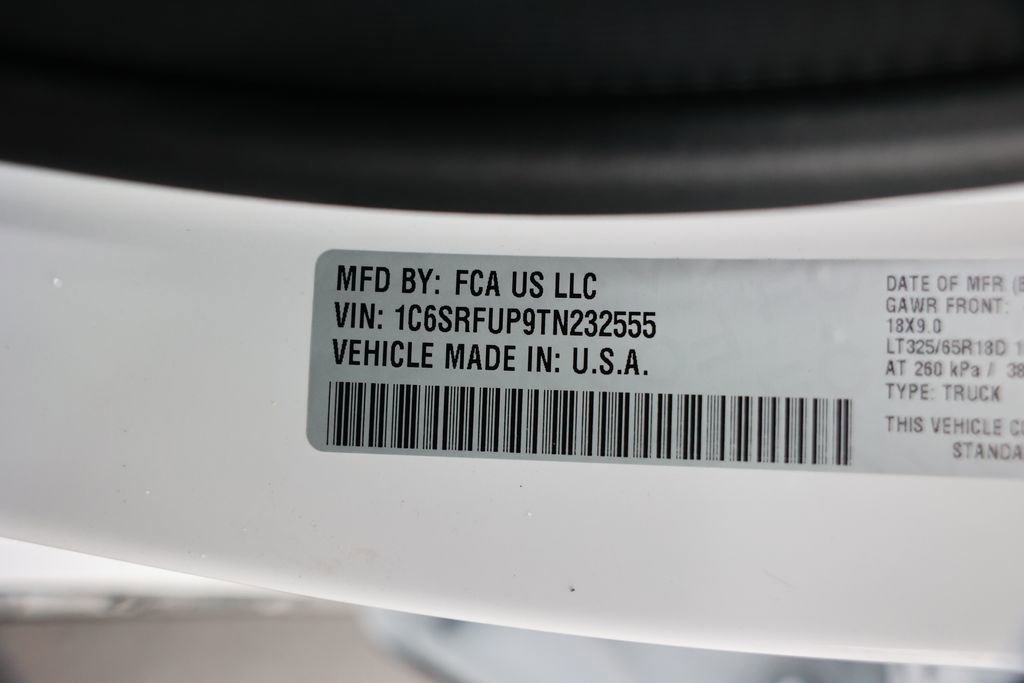 MFD BY: FCA US LLC
VIN: 1C6SRFUP9TN232555
VEHICLE MADE IN: U.S.A.
DATE OF MFR
GAWR FRONT:
18X9.0
LT325/65R18D
AT 260 kPa /
TYPE: TRUCK
THIS VEHICLE